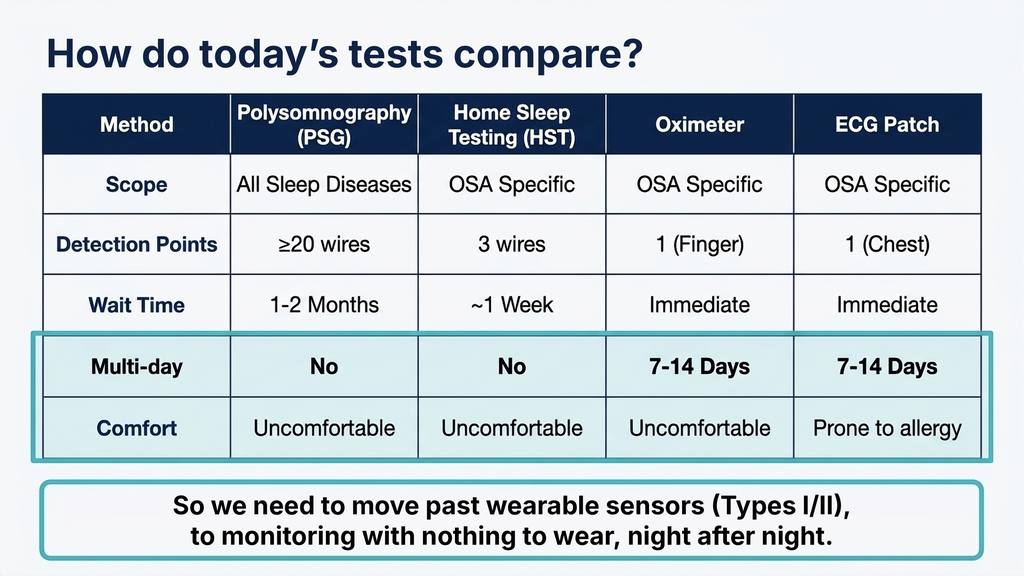 How do today's tests compare?
Method
Polysomnography
(PSG)
Home Sleep
Testing (HST)
Oximeter
ECG Patch
Scope
All Sleep Diseases
OSA Specific
OSA Specific
OSA Specific
Detection Points
≥20 wires
3 wires
1 (Finger)
1 (Chest)
Wait Time
1-2 Months
~1 Week
Immediate
Immediate
Multi-day
No
No
7-14 Days
7-14 Days
Comfort
Uncomfortable
Uncomfortable
Uncomfortable
Prone to allergy
So we need to move past wearable sensors (Types I/II),
to monitoring with nothing to wear, night after night.